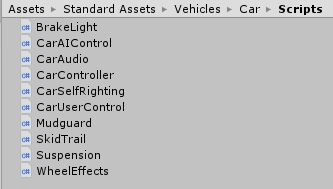 Assets ▸ Standard Assets ▸ Vehicles ▸ Car ▸ Scripts
BrakeLight
CarAIControl
CarAudio
CarController
CarSelfRighting
CarUserControl
Mudguard
SkidTrail
Suspension
WheelEffects